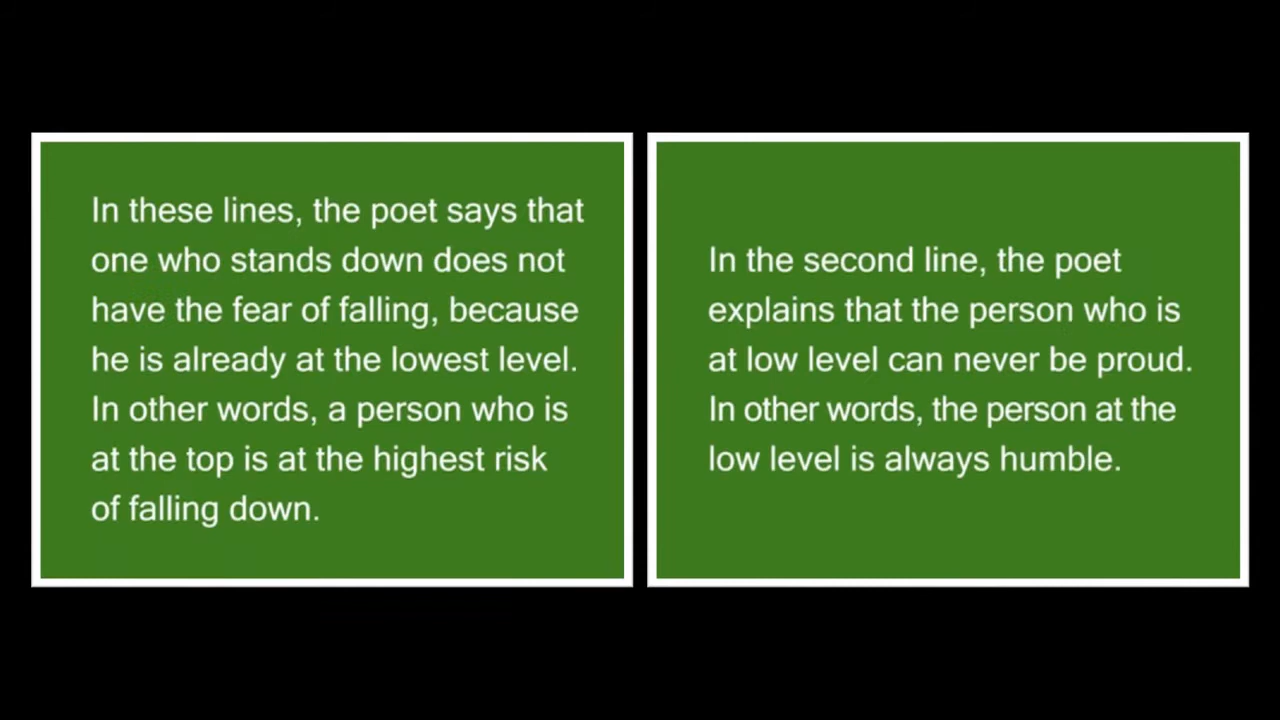 In these lines, the poet says that
one who stands down does not
have the fear of falling, because
he is already at the lowest level.
In other words, a person who is
at the top is at the highest risk
of falling down.
In the second line, the poet
explains that the person who is
at low level can never be proud.
In other words, the person at the
low level is always humble.